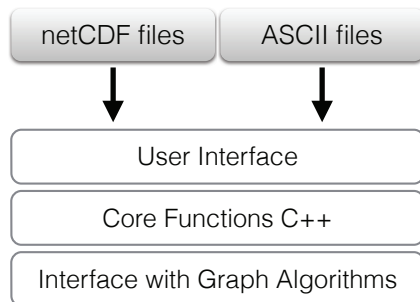 netCDF files
ASCII files
User Interface
Core Functions C++
Interface with Graph Algorithms